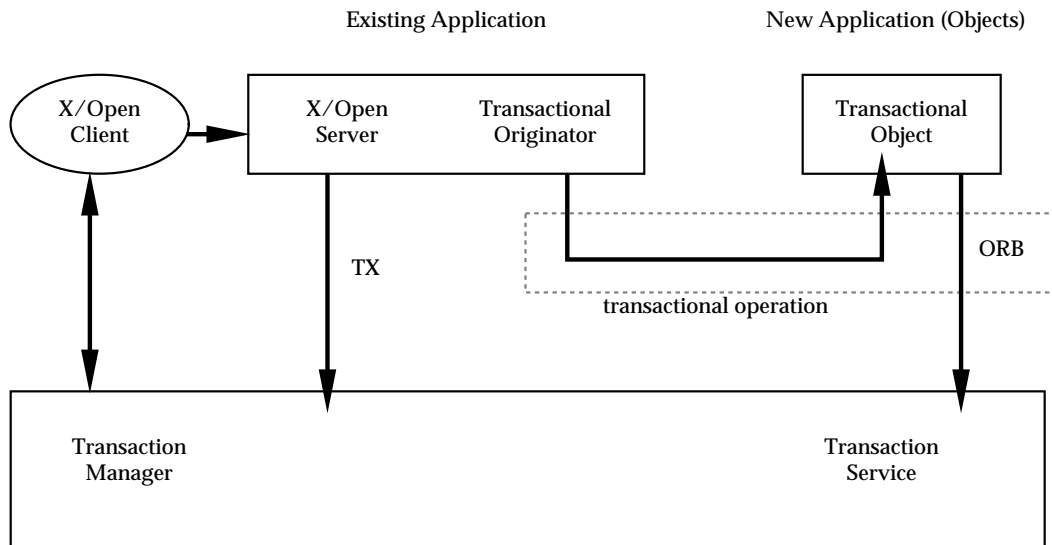 Existing Application
New Application (Objects)
X/Open
Client
X/Open
Server
Transactional
Originator
Transactional
Object
TX
ORB
transactional operation
Transaction
Manager
Transaction
Service